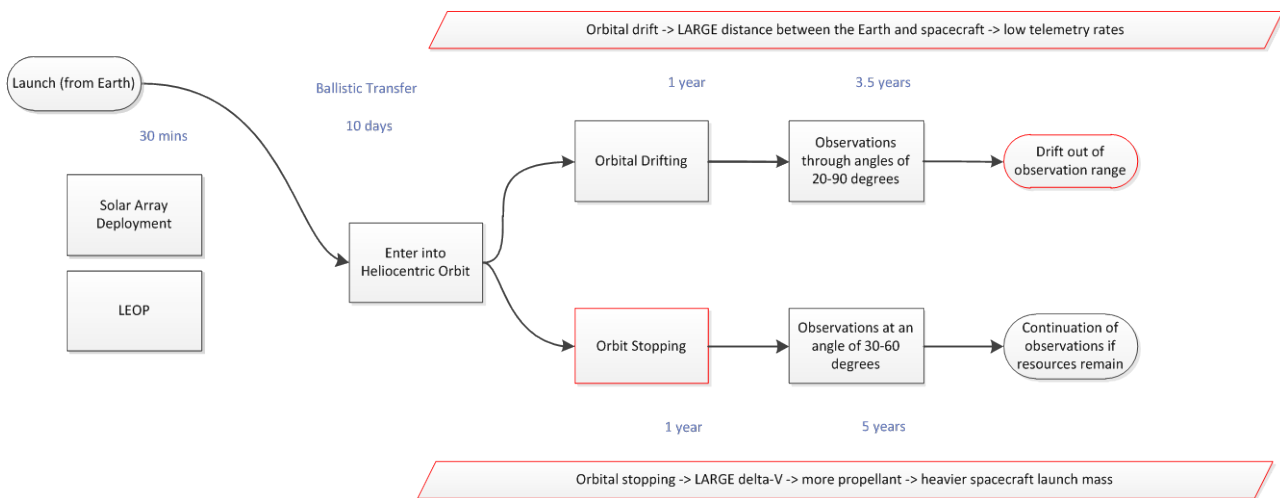 Orbital drift -> LARGE distance between the Earth and spacecraft -> low telemetry rates
Launch (from Earth)
Ballistic Transfer
1 year
3.5 years
30 mins
10 days
Orbital Drifting
Observations
through angles of
20-90 degrees
Drift out of
observation range
Solar Array
Deployment
Enter into
Heliocentric Orbit
LEOP
Orbit Stopping
Observations at an
angle of 30-60
degrees
Continuation of
observations if
resources remain
1 year
5 years
Orbital stopping -> LARGE delta-V -> more propellant -> heavier spacecraft launch mass